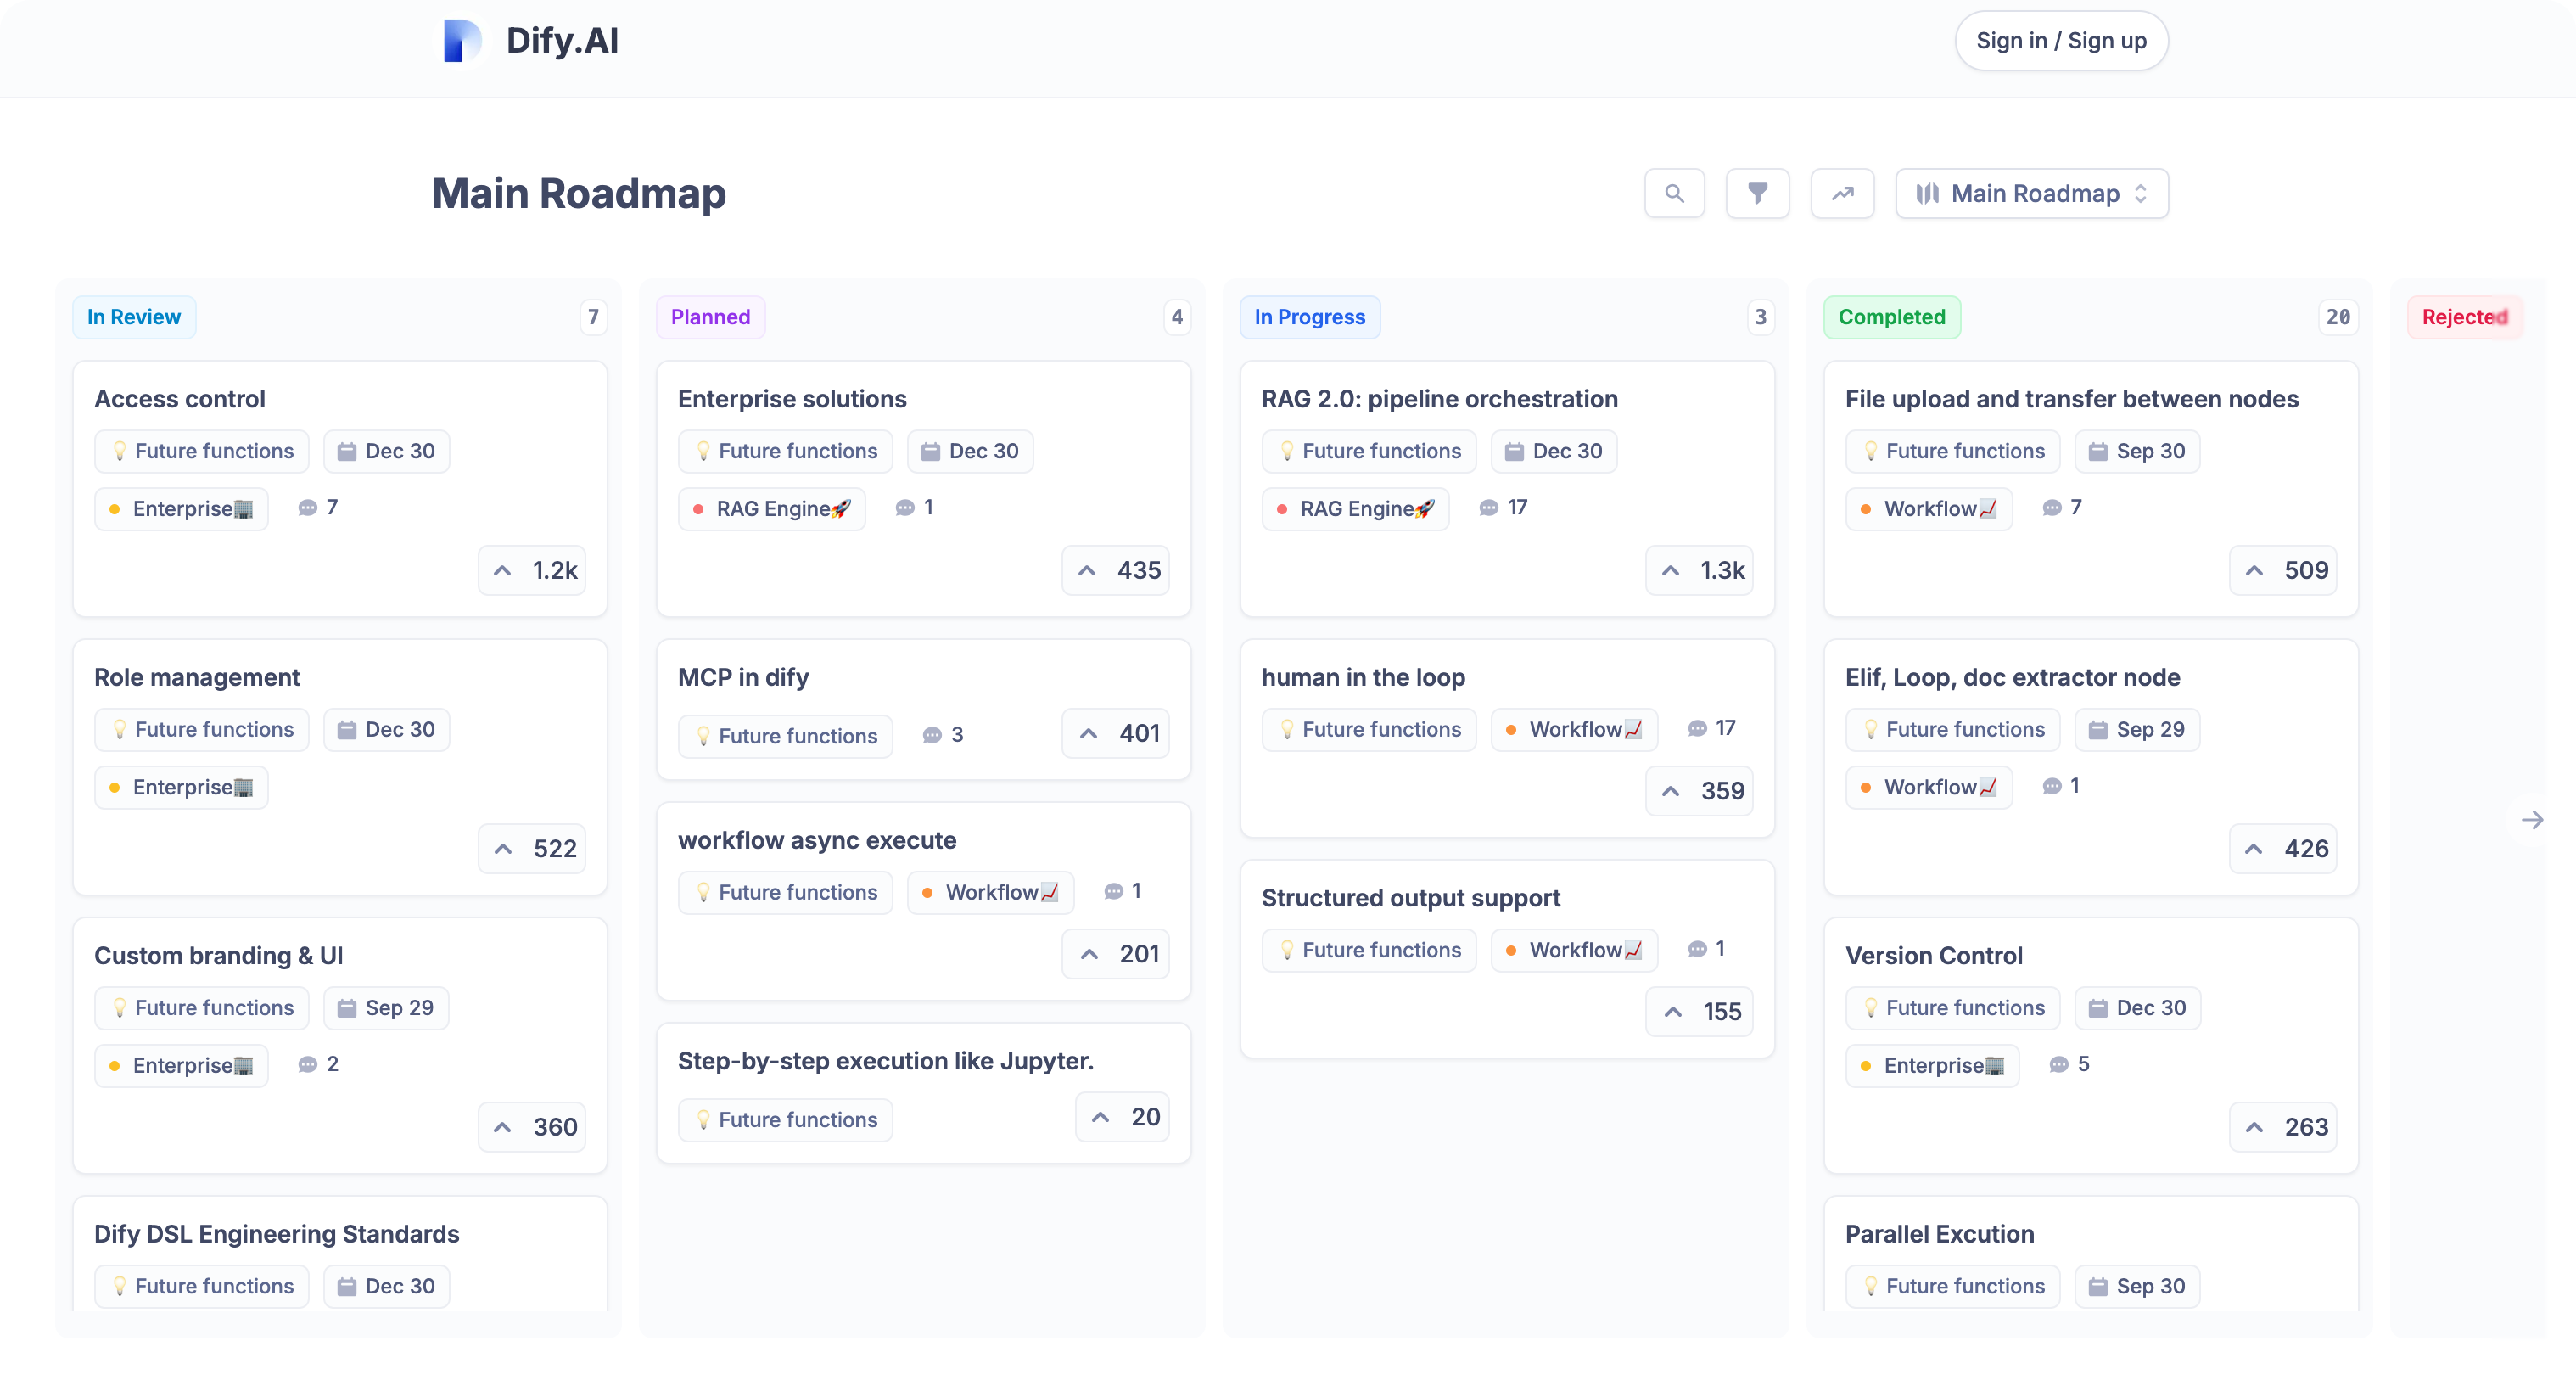 Dify.AI
Sign in / Sign up
Main Roadmap
Main Roadmap
In Review 7
Access control
Future functions Dec 30
Enterprise 7
1.2k
Role management
Future functions Dec 30
Enterprise
522
Custom branding & UI
Future functions Sep 29
Enterprise 2
360
Dify DSL Engineering Standards
Future functions Dec 30
Planned 4
Enterprise solutions
Future functions Dec 30
RAG Engine 1
435
MCP in dify
Future functions 3 401
workflow async execute
Future functions Workflow 1
201
Step-by-step execution like Jupyter.
Future functions 20
In Progress 3
RAG 2.0: pipeline orchestration
Future functions Dec 30
RAG Engine 17
1.3k
human in the loop
Future functions Workflow 17
359
Structured output support
Future functions Workflow 1
155
Completed 20
File upload and transfer between nodes
Future functions Sep 30
Workflow 7
509
Elif, Loop, doc extractor node
Future functions Sep 29
Workflow 1
426
Version Control
Future functions Dec 30
Enterprise 5
263
Parallel Excution
Future functions Sep 30
Rejected